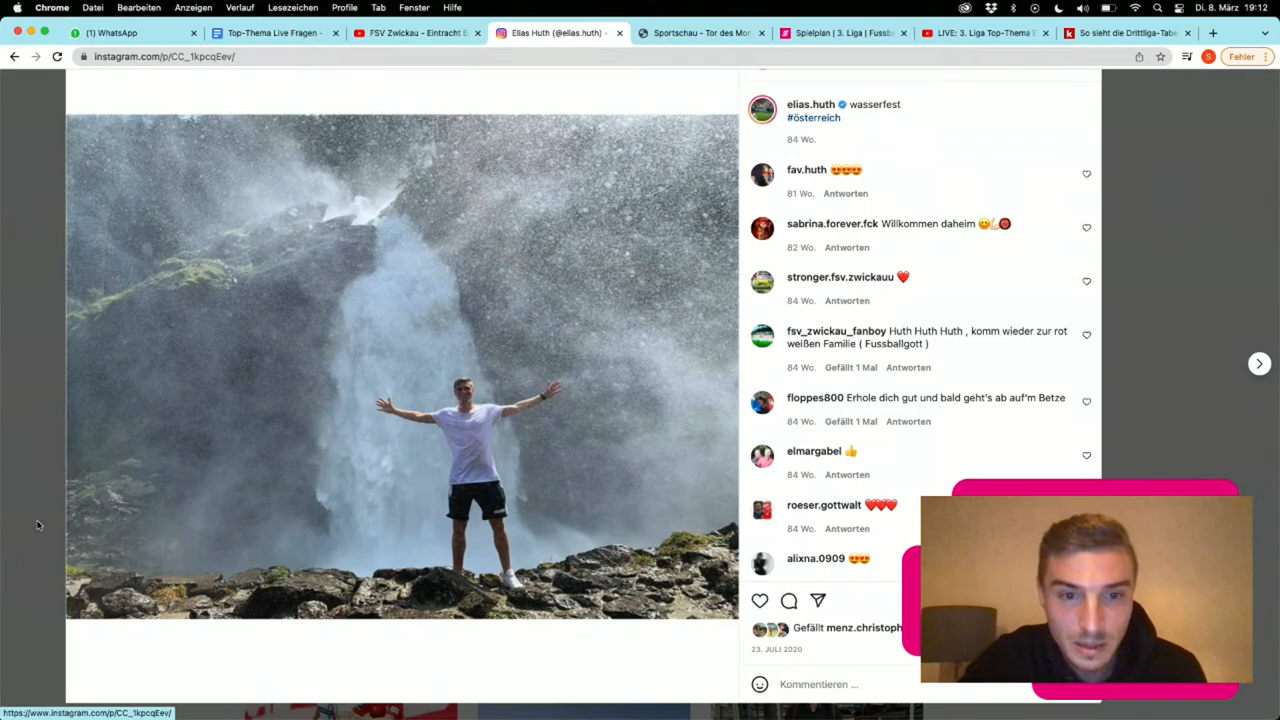 Chrome Datei Bearbeiten Anzeigen Verlauf Lesezeichen Profile Tab Fenster Hilfe Di. 8. März 19:12
(1) WhatsApp Top-Thema Live Fragen - FSV Zwickau - Eintracht B Elias Huth (@elias.huth) · Sportschau - Tor des Mon Spielplan | 3. Liga | Fussb LIVE: 3. Liga Top-Thema E So sieht die Drittliga-Tabe
instagram.com/p/CC_1kpcqEev/ S Fehler
elias.huth wasserfest
#österreich
84 Wo.
fav.huth 😍😍😍
81 Wo. Antworten
sabrina.forever.fck Willkommen daheim
82 Wo. Antworten
stronger.fsv.zwickauu ❤️
84 Wo. Antworten
fsv_zwickau_fanboy Huth Huth Huth , komm wieder zur rot
weißen Familie ( Fussballgott )
84 Wo. Gefällt 1 Mal Antworten
floppes800 Erhole dich gut und bald geht's ab auf'm Betze
84 Wo. Gefällt 1 Mal Antworten
elmargabel 👍
84 Wo. Antworten
roeser.gottwalt ❤️❤️❤️
84 Wo. Antworten
alixna.0909 😍😍
Gefällt menz.christoph
23. JULI 2020
Kommentieren ...
https://www.instagram.com/p/CC_1kpcqEev/